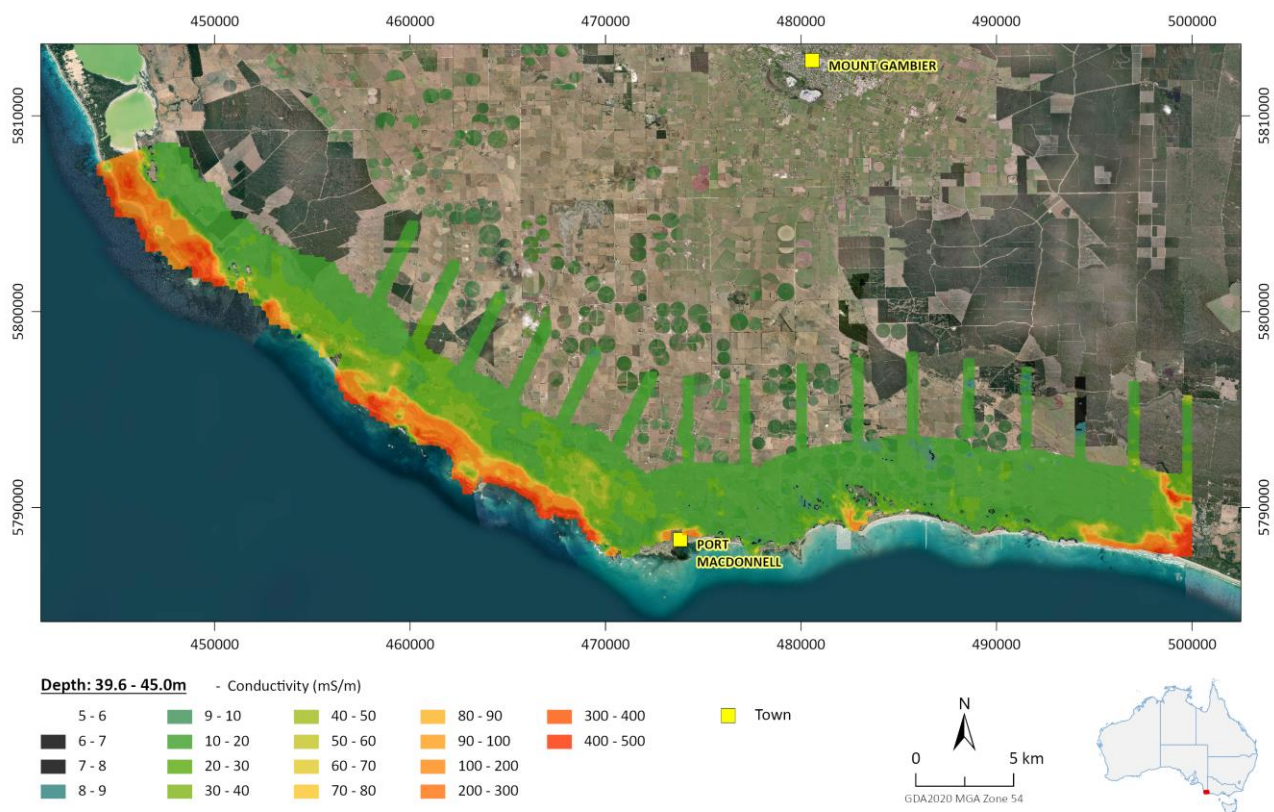 450000 460000 470000 480000 490000 500000
5810000 5810000
5800000 5800000
5790000 5790000
MOUNT GAMBIER
PORT
MACDONNELL
450000 460000 470000 480000 490000 500000
Depth: 39.6 - 45.0m - Conductivity (mS/m)
5 - 6 9 - 10 40 - 50 80 - 90 300 - 400 Town
6 - 7 10 - 20 50 - 60 90 - 100 400 - 500
7 - 8 20 - 30 60 - 70 100 - 200
8 - 9 30 - 40 70 - 80 200 - 300
N
0 5 km
GDA2020 MGA Zone 54